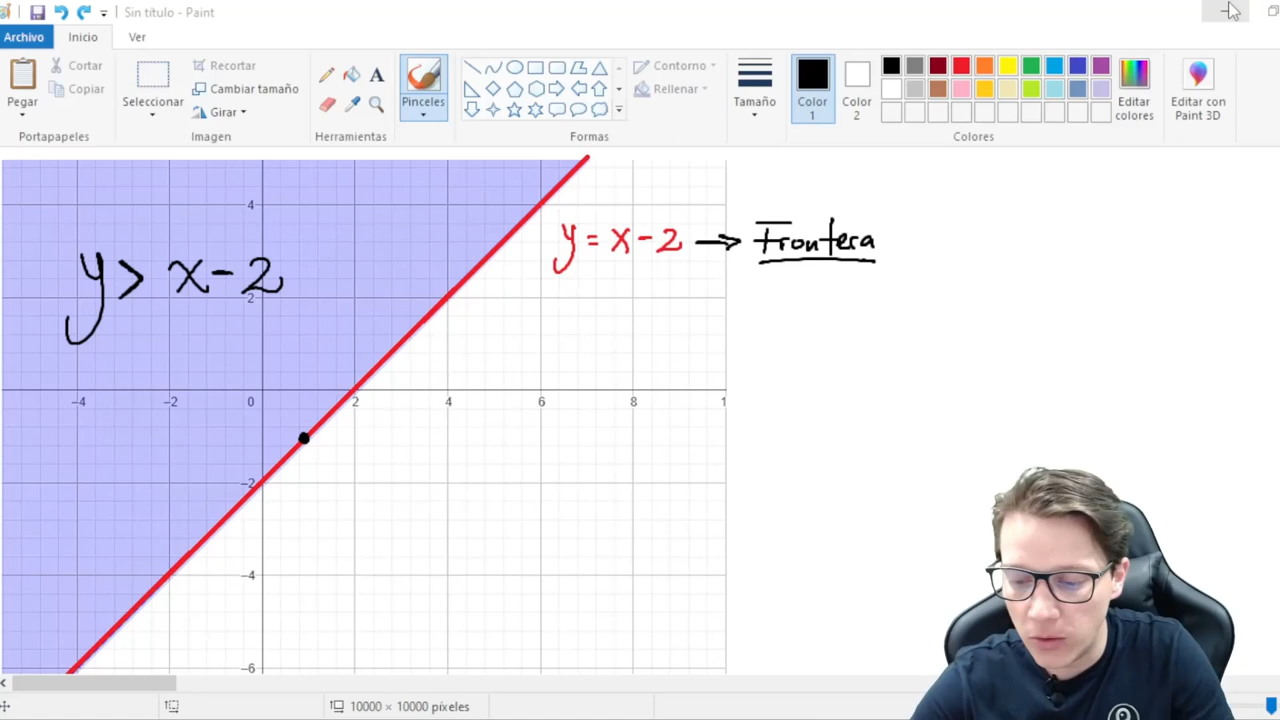 Sin título - Paint
Archivo Inicio Ver
Pegar
Cortar
Copiar
Portapapeles
Seleccionar
Recortar
Cambiar tamaño
Girar
Imagen
A
Herramientas
Pinceles
Contorno
Rellenar
Formas
Tamaño
Color 1
Color 2
Editar colores
Colores
Editar con Paint 3D
y > x - 2
y = x - 2 → Frontera
4
2
-4 -2 0 2 4 6 8 1
-2
-4
-6
10000 × 10000 píxeles